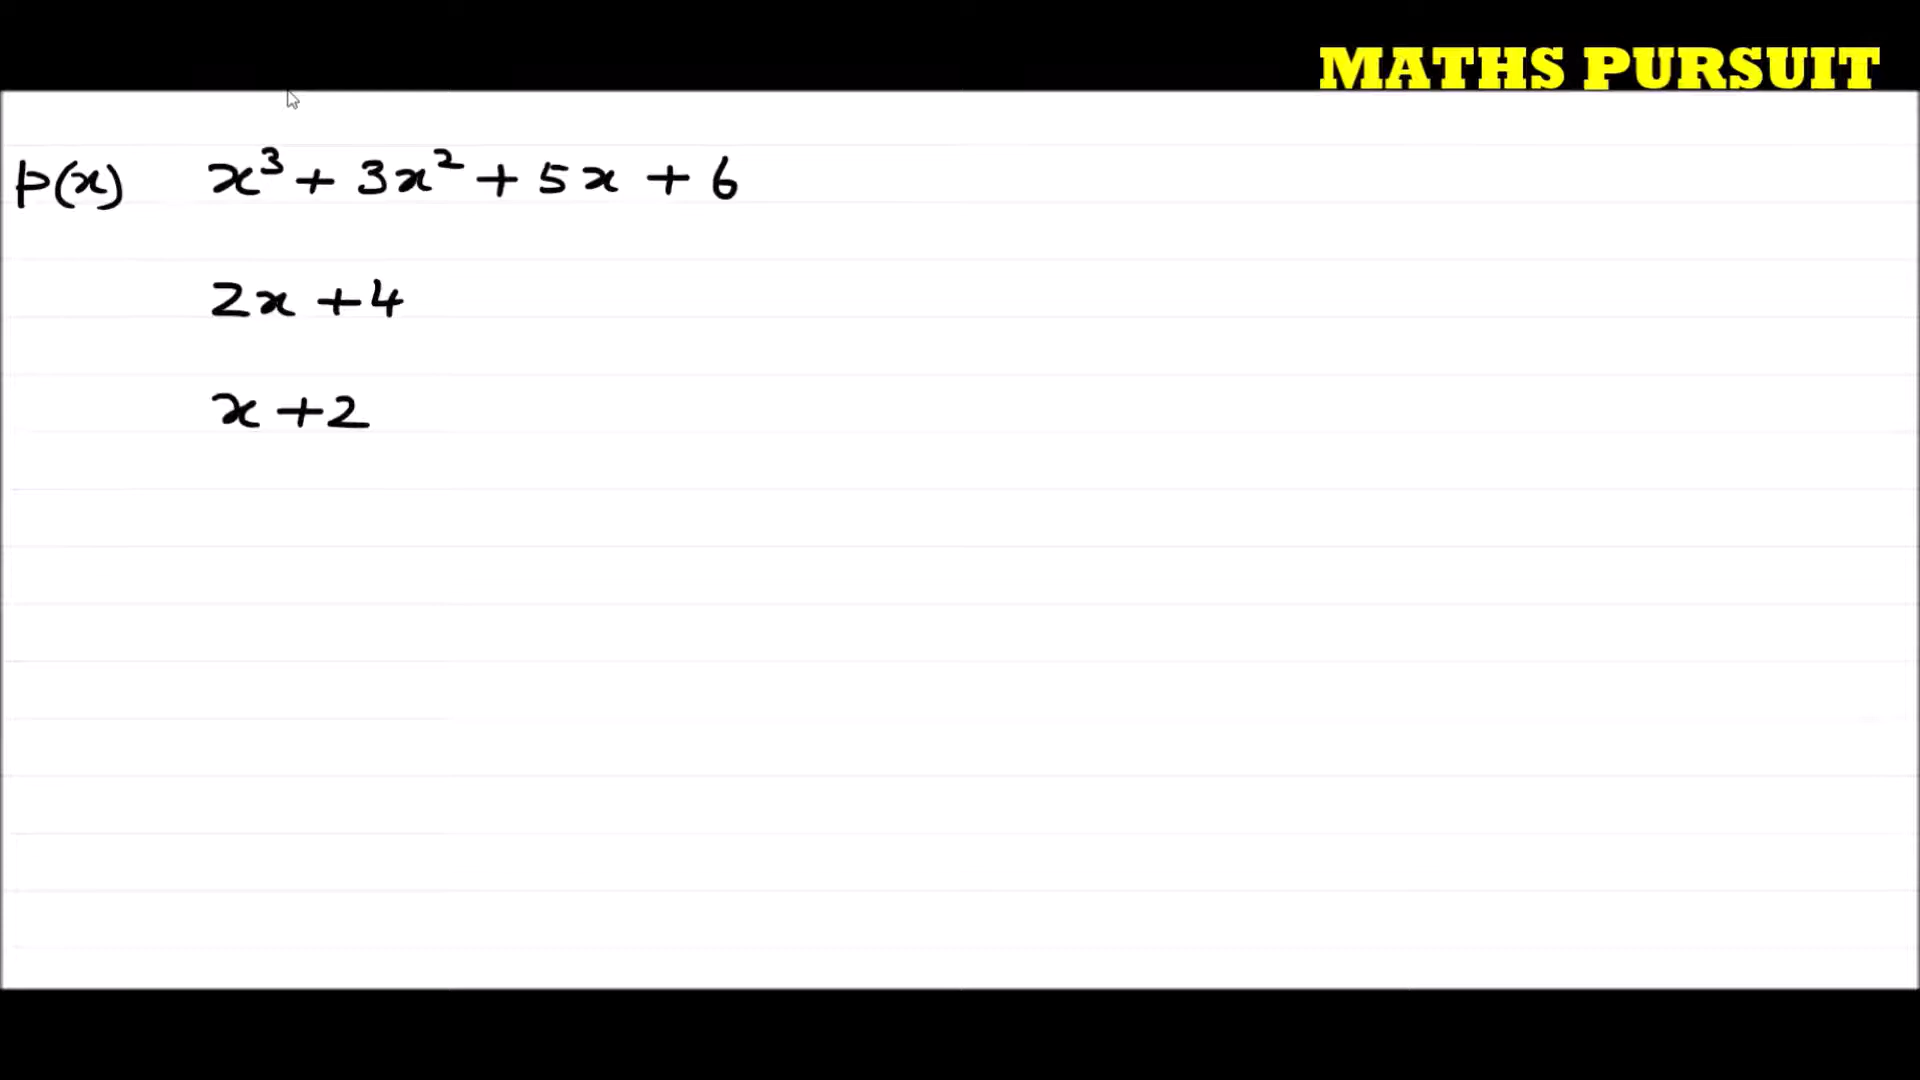 MATHS PURSUIT
p(x) x³ + 3x² + 5x + 6
2x + 4
x + 2